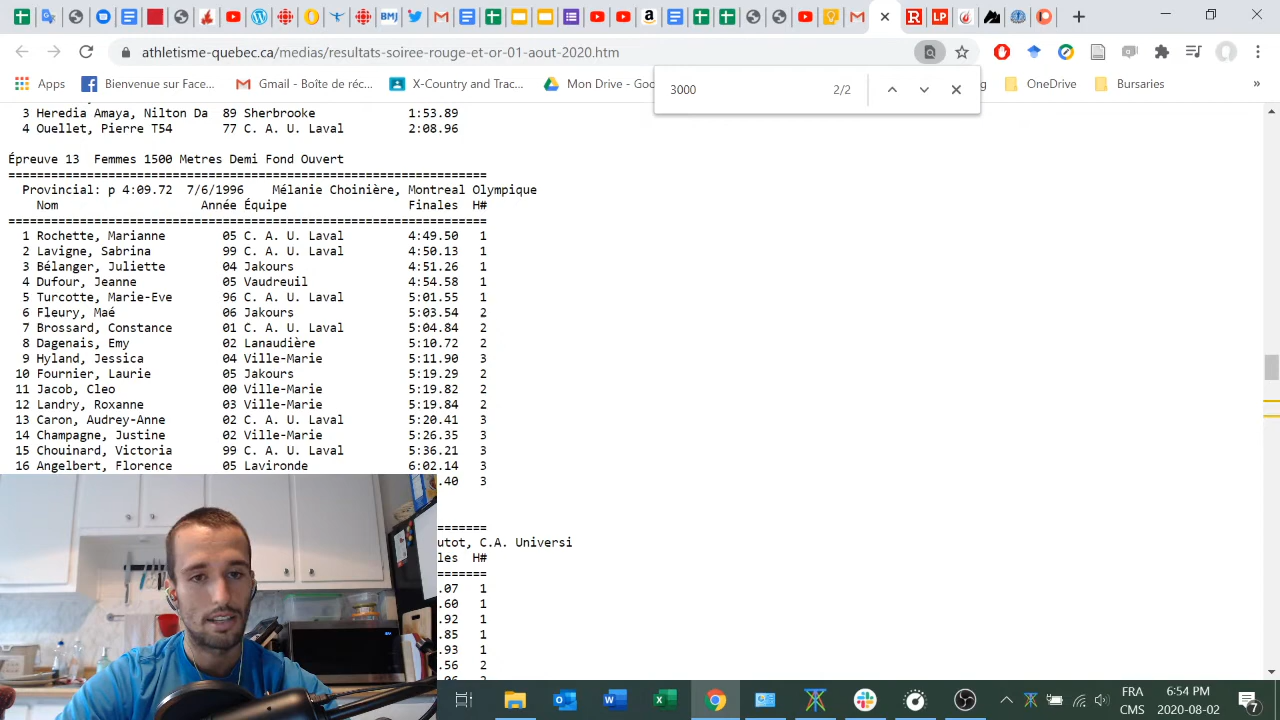 athletisme-quebec.ca/medias/resultats-soiree-rouge-et-or-01-aout-2020.htm
Apps
Bienvenue sur Face...
Gmail - Boîte de réc...
X-Country and Trac...
Mon Drive - Goo
OneDrive
Bursaries
»
3000 2/2
3 Heredia Amaya, Nilton Da 89 Sherbrooke 1:53.89
4 Ouellet, Pierre T54 77 C. A. U. Laval 2:08.96
Épreuve 13 Femmes 1500 Metres Demi Fond Ouvert
Provincial: p 4:09.72 7/6/1996 Mélanie Choinière, Montreal Olympique
Nom Année Équipe Finales H#
1 Rochette, Marianne 05 C. A. U. Laval 4:49.50 1
2 Lavigne, Sabrina 99 C. A. U. Laval 4:50.13 1
3 Bélanger, Juliette 04 Jakours 4:51.26 1
4 Dufour, Jeanne 05 Vaudreuil 4:54.58 1
5 Turcotte, Marie-Eve 96 C. A. U. Laval 5:01.55 1
6 Fleury, Maé 06 Jakours 5:03.54 2
7 Brossard, Constance 01 C. A. U. Laval 5:04.84 2
8 Dagenais, Emy 02 Lanaudière 5:10.72 2
9 Hyland, Jessica 04 Ville-Marie 5:11.90 3
10 Fournier, Laurie 05 Jakours 5:19.29 2
11 Jacob, Cleo 00 Ville-Marie 5:19.82 2
12 Landry, Roxanne 03 Ville-Marie 5:19.84 2
13 Caron, Audrey-Anne 02 C. A. U. Laval 5:20.41 3
14 Champagne, Justine 02 Ville-Marie 5:26.35 3
15 Chouinard, Victoria 99 C. A. U. Laval 5:36.21 3
16 Angelbert, Florence 05 Lavironde 6:02.14 3
.40 3
utot, C.A. Universi
les H#
.07 1
.60 1
.92 1
.85 1
.93 1
.56 2
FRA
CMS
6:54 PM
2020-08-02
7